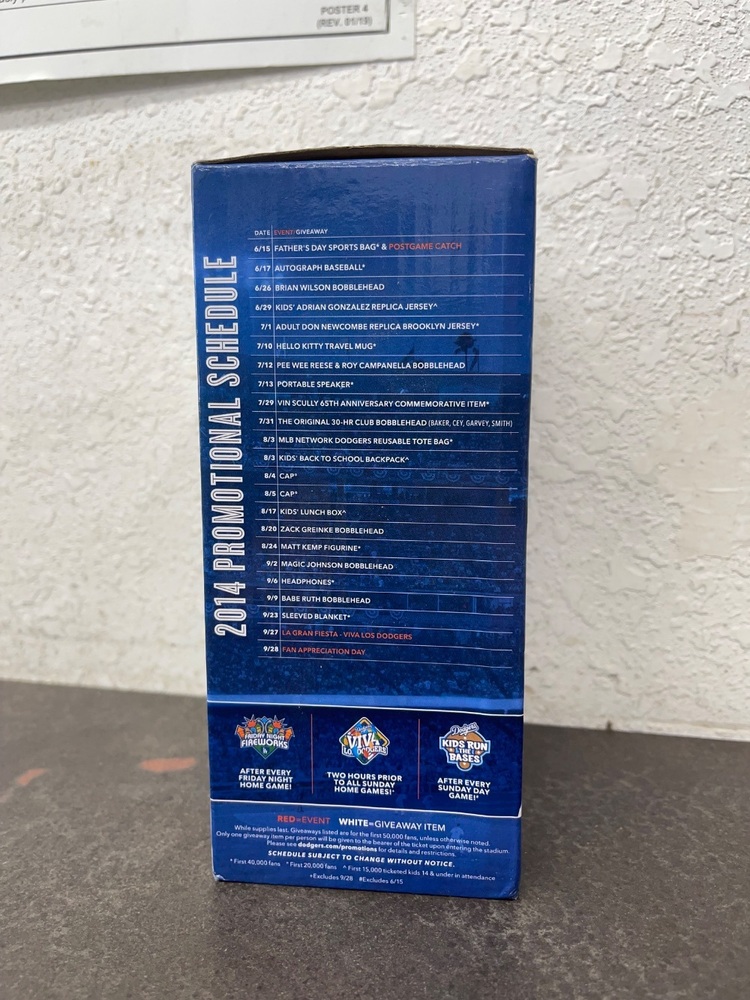 POSTER 4
(REV. 01/19)
2014 PROMOTIONAL SCHEDULE
DATE EVENT/GIVEAWAY
6/15 FATHER'S DAY SPORTS BAG* & POSTGAME CATCH
6/17 AUTOGRAPH BASEBALL*
6/26 BRIAN WILSON BOBBLEHEAD
6/29 KIDS' ADRIAN GONZALEZ REPLICA JERSEY^
7/1 ADULT DON NEWCOMBE REPLICA BROOKLYN JERSEY*
7/10 HELLO KITTY TRAVEL MUG*
7/12 PEE WEE REESE & ROY CAMPANELLA BOBBLEHEAD
7/13 PORTABLE SPEAKER*
7/29 VIN SCULLY 65TH ANNIVERSARY COMMEMORATIVE ITEM*
7/31 THE ORIGINAL 30-HR CLUB BOBBLEHEAD (BAKER, CEY, GARVEY, SMITH)
8/3 MLB NETWORK DODGERS REUSABLE TOTE BAG*
8/3 KIDS' BACK TO SCHOOL BACKPACK^
8/4 CAP°
8/5 CAP°
8/17 KIDS' LUNCH BOX^
8/20 ZACK GREINKE BOBBLEHEAD
8/24 MATT KEMP FIGURINE*
9/2 MAGIC JOHNSON BOBBLEHEAD
9/6 HEADPHONES*
9/9 BABE RUTH BOBBLEHEAD
9/23 SLEEVED BLANKET*
9/27 LA GRAN FIESTA - VIVA LOS DODGERS
9/28 FAN APPRECIATION DAY
FRIDAY NIGHT
FIREWORKS
AFTER EVERY
FRIDAY NIGHT
HOME GAME!
VIVA
LOS DODGERS
TWO HOURS PRIOR
TO ALL SUNDAY
HOME GAMES!+
Dodgers
KIDS RUN
THE
BASES
AFTER EVERY
SUNDAY DAY
GAME!#
RED=EVENT WHITE=GIVEAWAY ITEM
While supplies last. Giveaways listed are for the first 50,000 fans, unless otherwise noted.
Only one giveaway item per person will be given to the bearer of the ticket upon entering the stadium.
Please see dodgers.com/promotions for details and restrictions.
SCHEDULE SUBJECT TO CHANGE WITHOUT NOTICE.
* First 40,000 fans ° First 20,000 fans ^ First 15,000 ticketed kids 14 & under in attendance
+Excludes 9/28 #Excludes 6/15